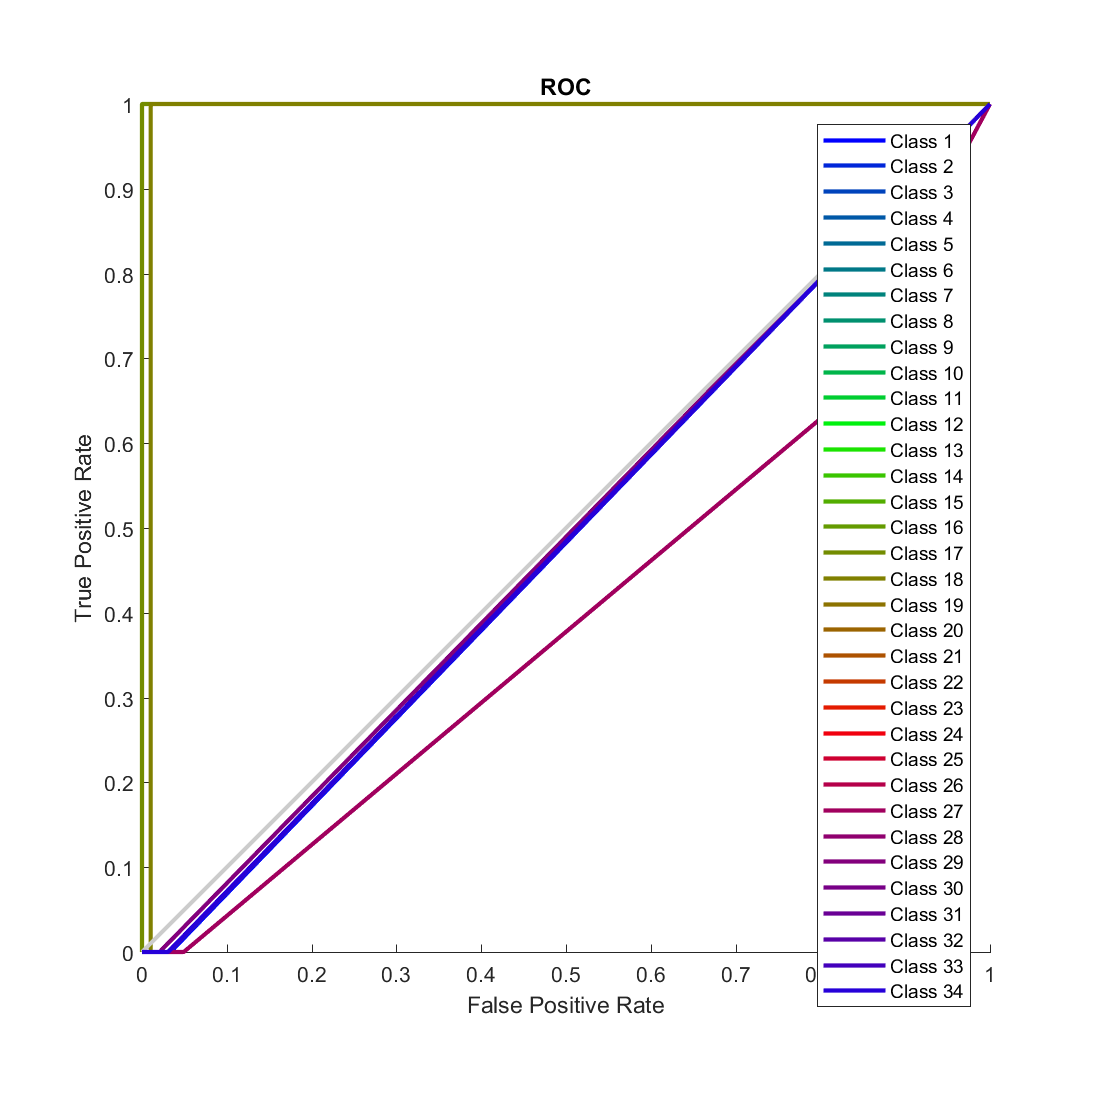 ROC
1
0.9
0.8
0.7
0.6
0.5
0.4
0.3
0.2
0.1
0
True Positive Rate
0 0.1 0.2 0.3 0.4 0.5 0.6 0.7 1
False Positive Rate
Class 1
Class 2
Class 3
Class 4
Class 5
Class 6
Class 7
Class 8
Class 9
Class 10
Class 11
Class 12
Class 13
Class 14
Class 15
Class 16
Class 17
Class 18
Class 19
Class 20
Class 21
Class 22
Class 23
Class 24
Class 25
Class 26
Class 27
Class 28
Class 29
Class 30
Class 31
Class 32
Class 33
Class 34